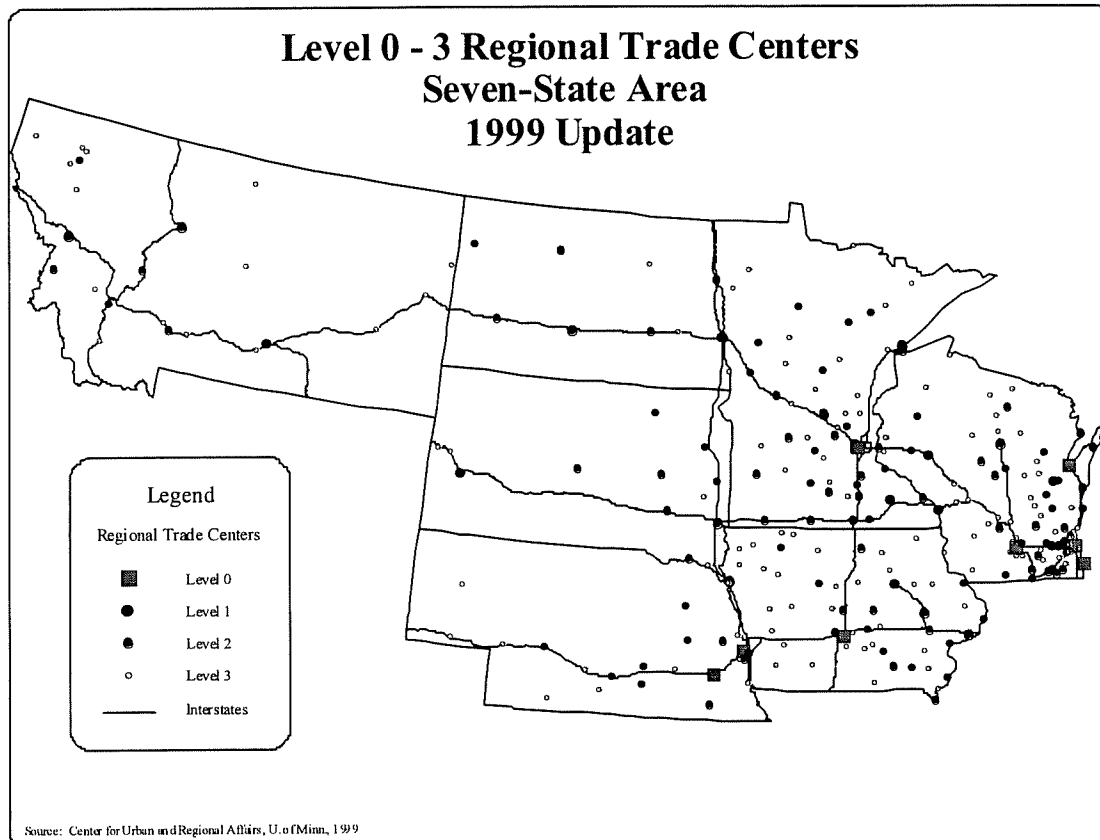 Level 0 - 3 Regional Trade Centers
Seven-State Area
1999 Update
Legend
Regional Trade Centers
Level 0
Level 1
Level 2
Level 3
Interstates
Source: Center for Urban and Regional Affairs, U. of Minn., 1999